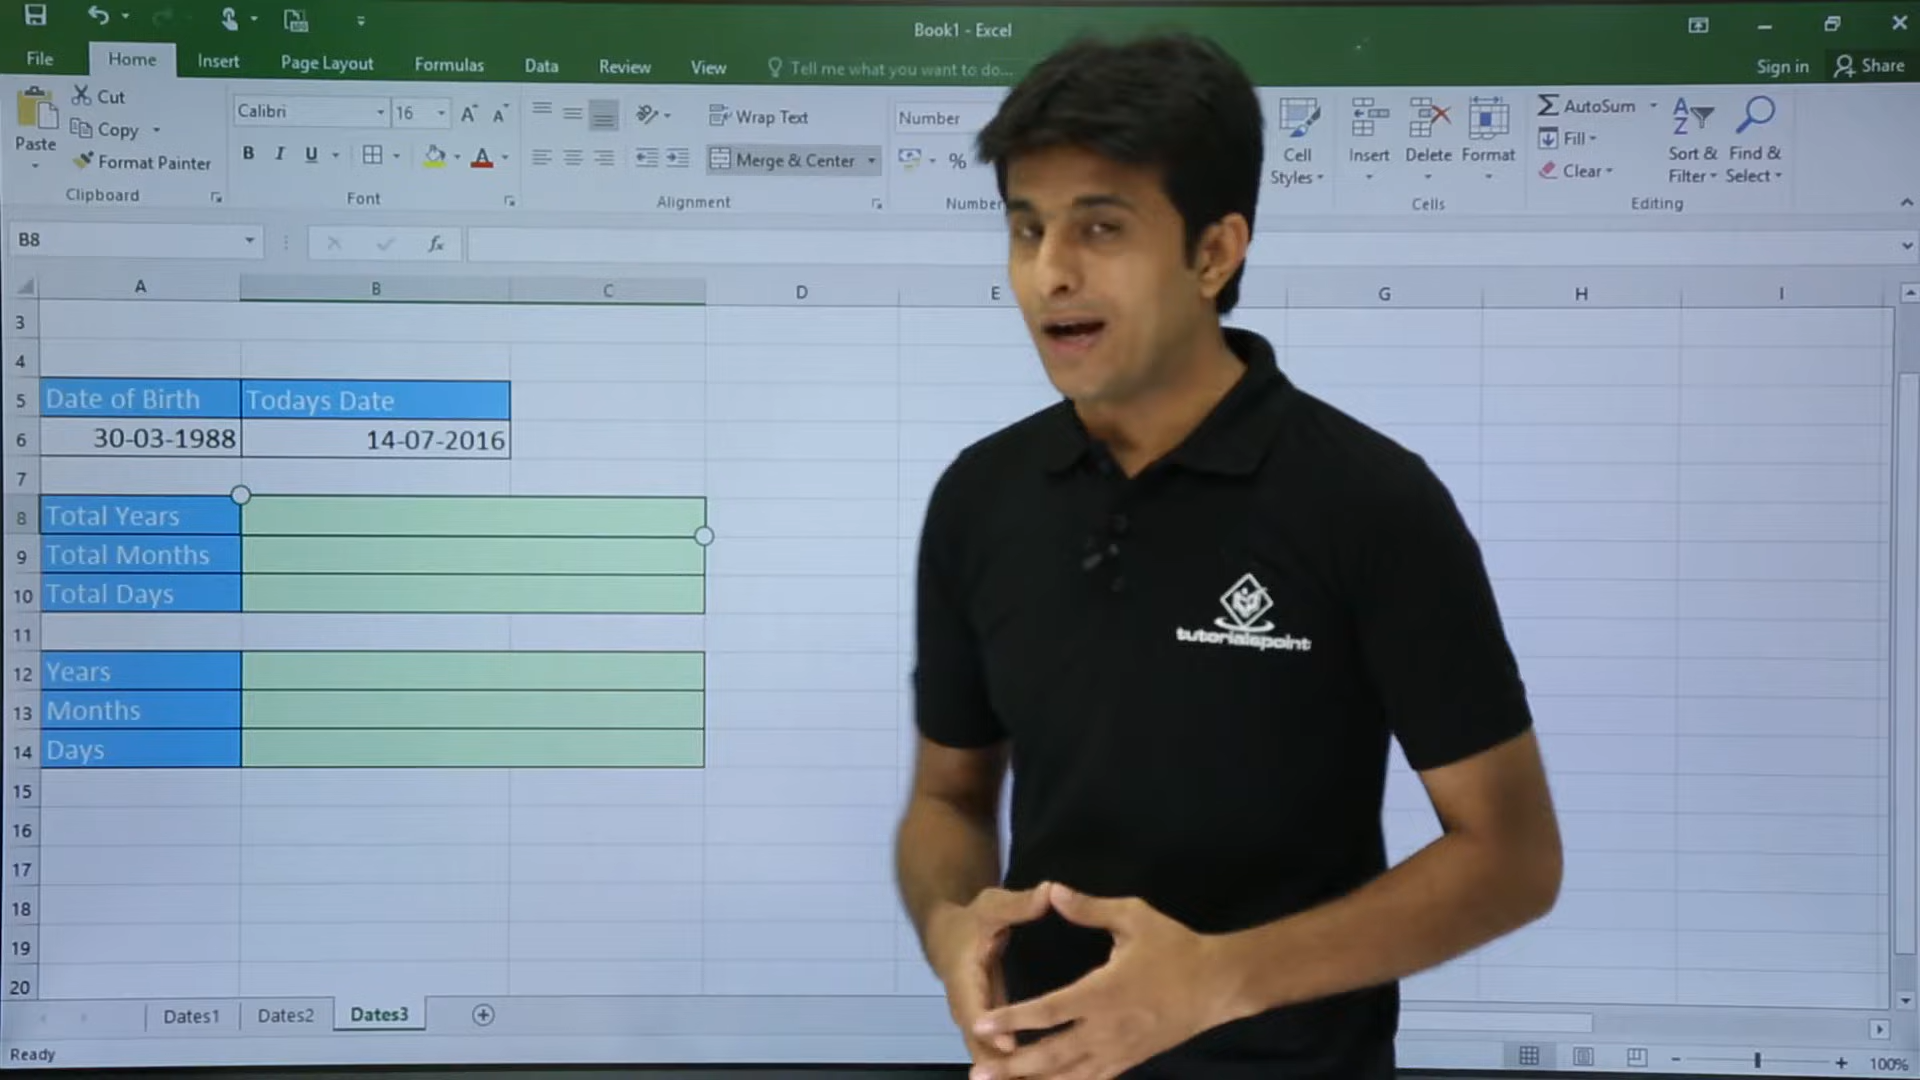 Book1 - Excel
File Home Insert Page Layout Formulas Data Review View Tell me what you want to do... Sign in Share
Paste
Cut
Copy
Format Painter
Clipboard
Calibri 16
B I U
Font
Wrap Text
Merge & Center
Alignment
Number
%
Number
Cell
Styles
Insert Delete Format
Cells
AutoSum
Fill
Clear
Sort &
Filter
Find &
Select
Editing
B8 fx
A B C D E G H I
3
4
5 Date of Birth Todays Date
6 30-03-1988 14-07-2016
7
8 Total Years
9 Total Months
10 Total Days
11
12 Years
13 Months
14 Days
15
16
17
18
19
20
tutorialspoint
Dates1 Dates2 Dates3
Ready 100%